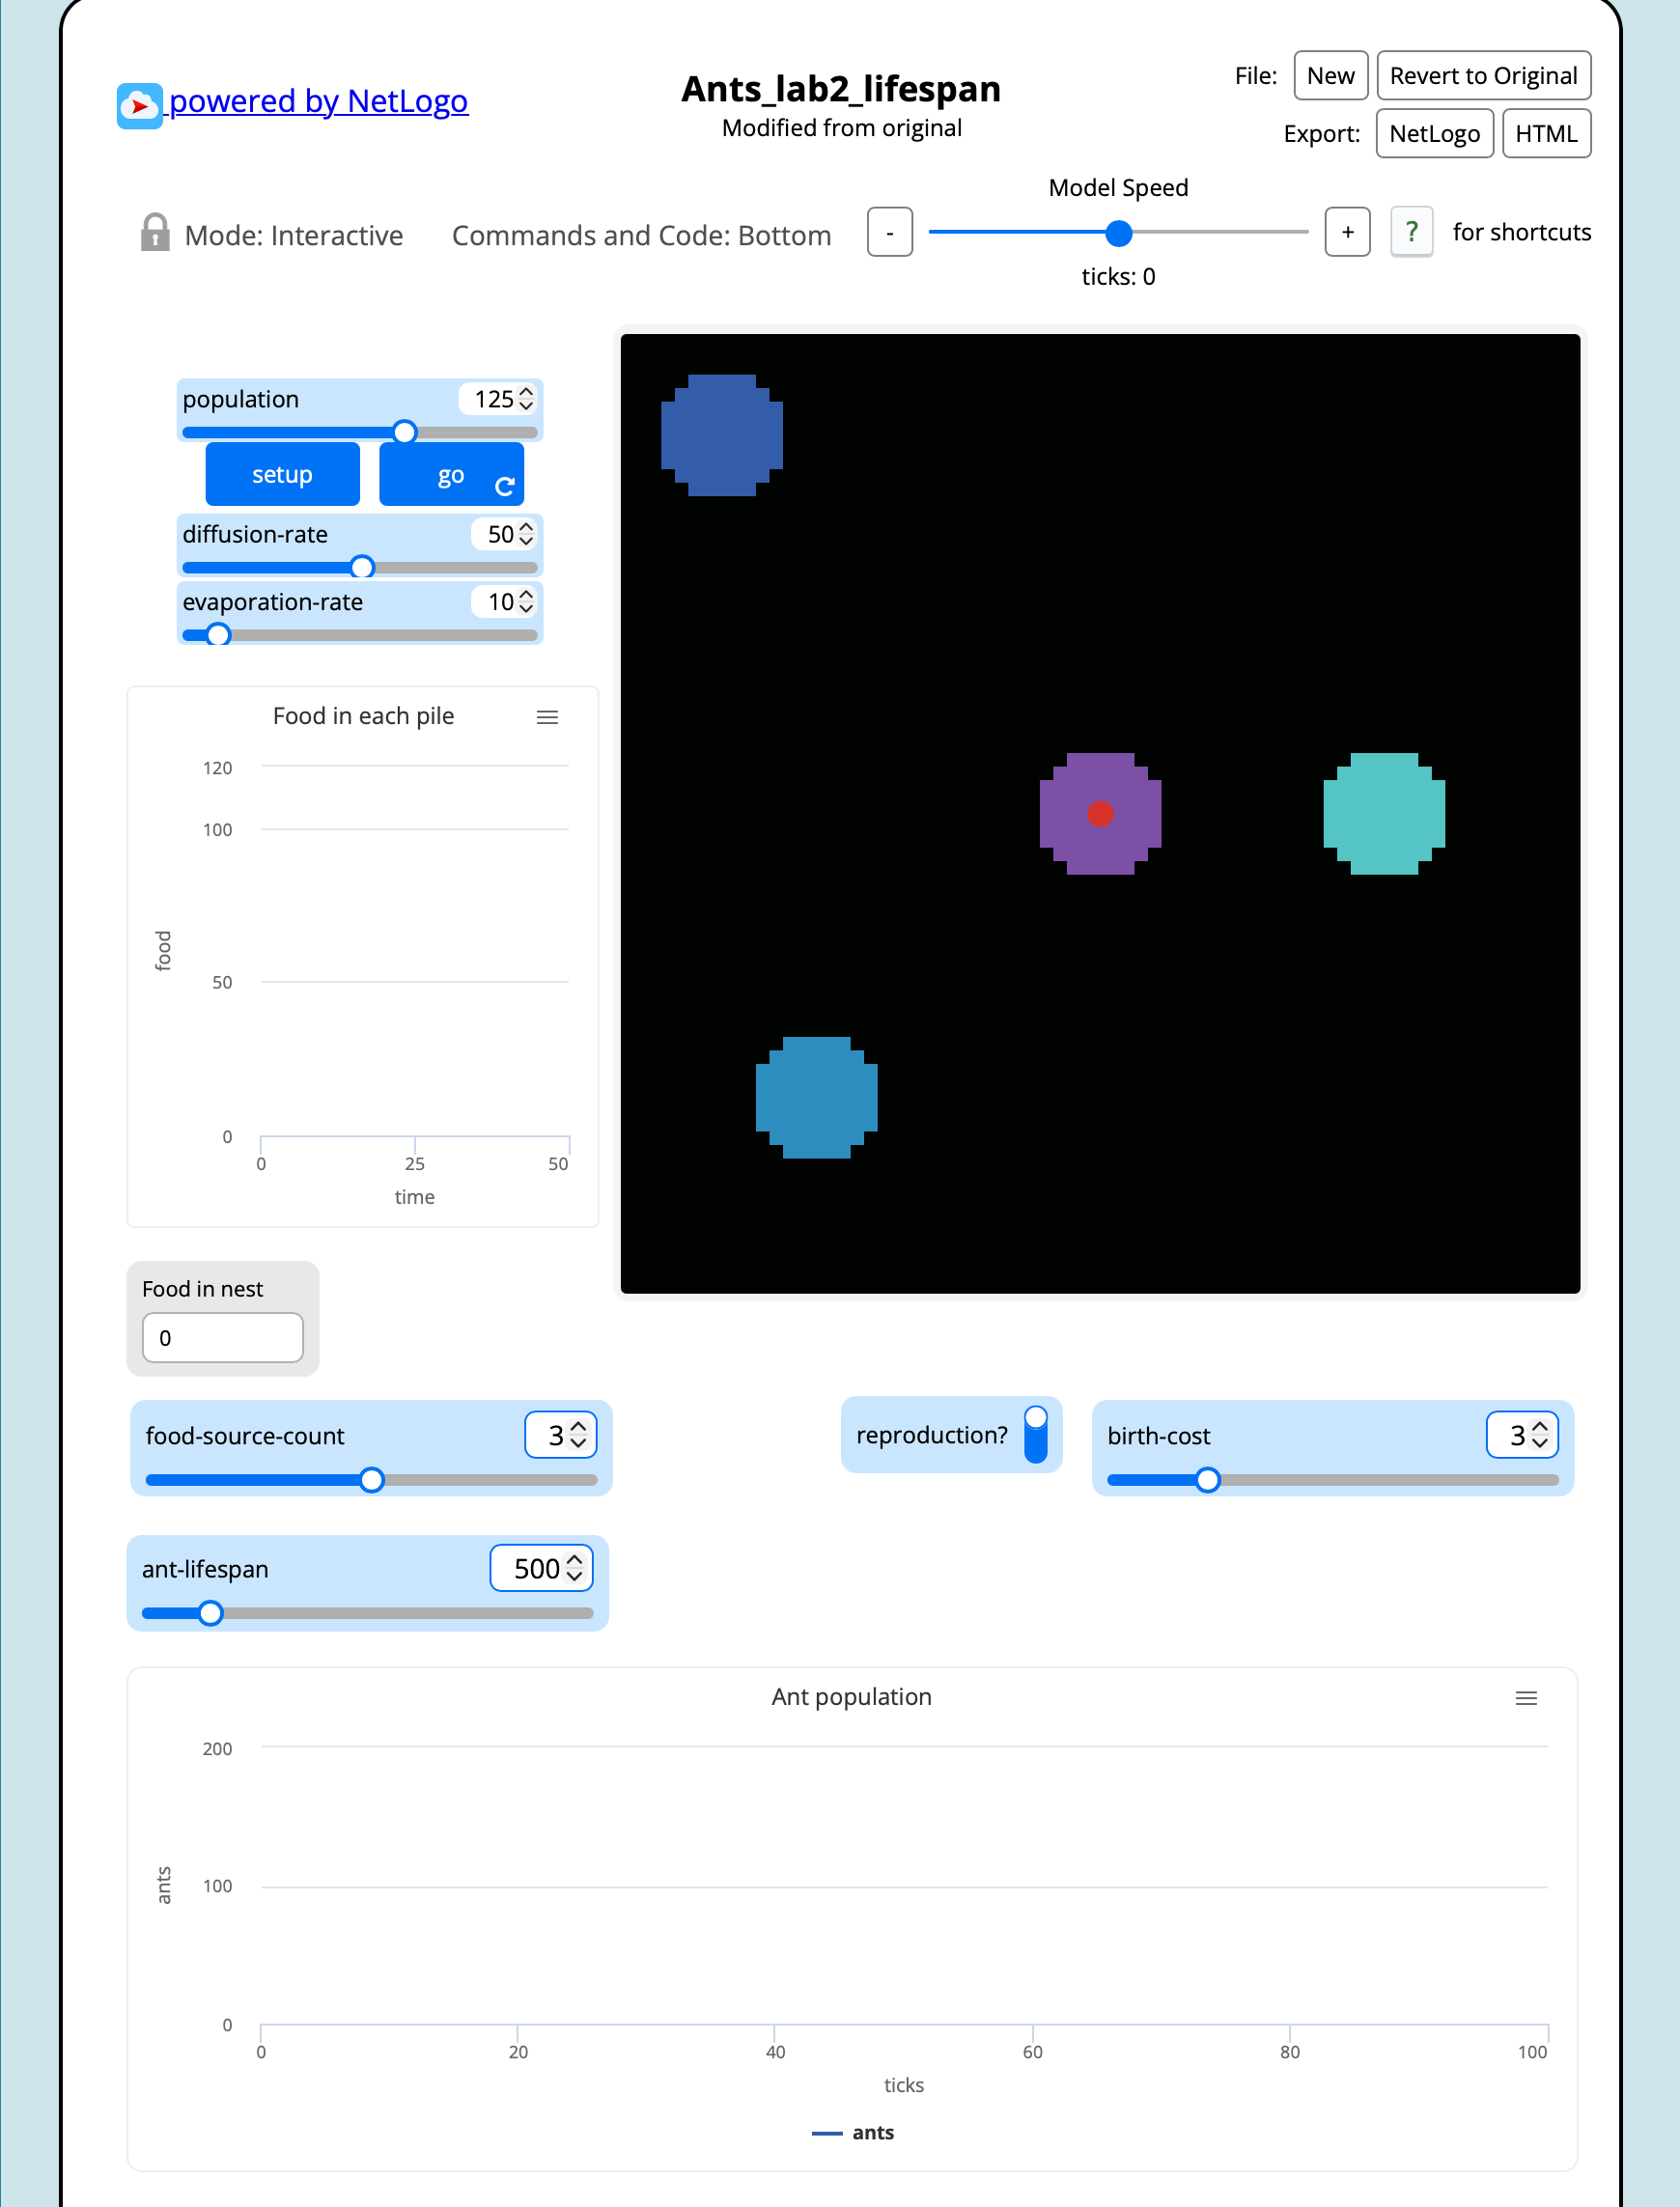 powered by NetLogo
Ants_lab2_lifespan
Modified from original
File: New Revert to Original
Export: NetLogo HTML
Mode: Interactive
Commands and Code: Bottom
Model Speed
- +
ticks: 0
? for shortcuts
population 125
setup go
diffusion-rate 50
evaporation-rate 10
Food in each pile
120
100
50
0
food
0 25 50
time
Food in nest
0
food-source-count 3
reproduction?
birth-cost 3
ant-lifespan 500
Ant population
200
100
0
ants
0 20 40 60 80 100
ticks
ants